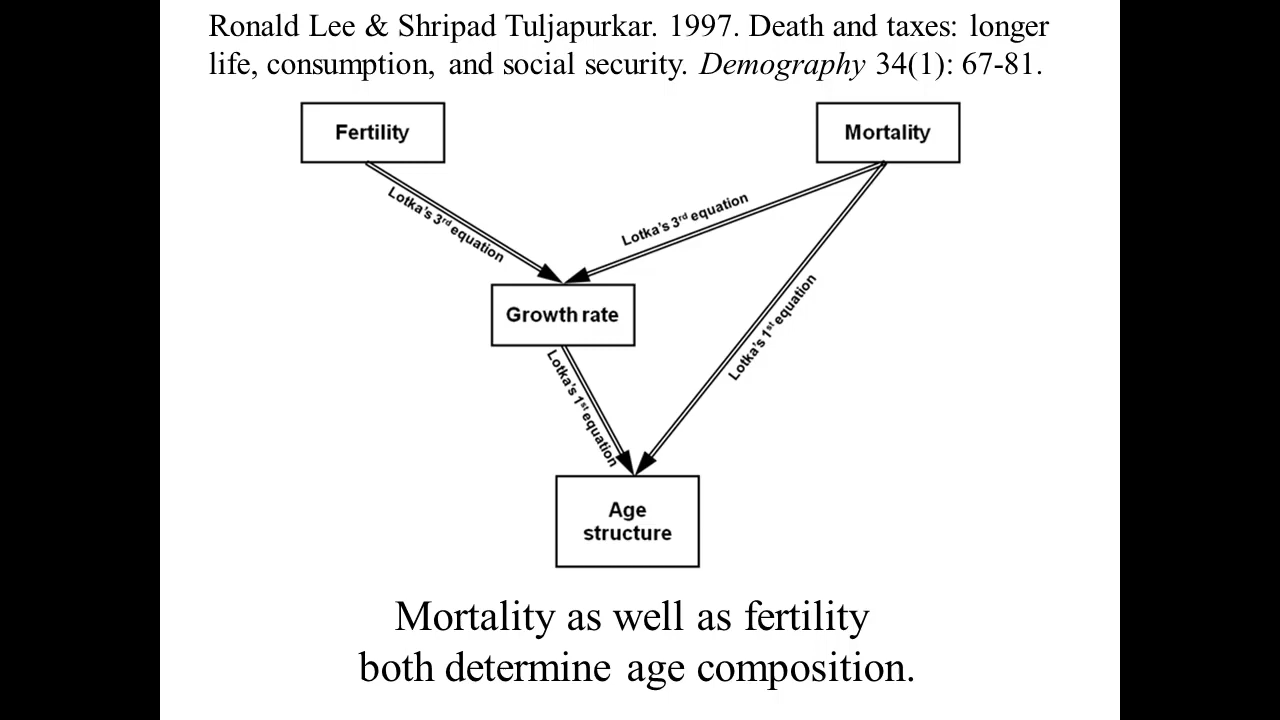 Ronald Lee & Shripad Tuljapurkar. 1997. Death and taxes: longer
life, consumption, and social security. Demography 34(1): 67-81.
Fertility
Mortality
Lotka's 3rd equation
Lotka's 3rd equation
Growth rate
Lotka's 1st equation
Lotka's 1st equation
Age
structure
Mortality as well as fertility
both determine age composition.